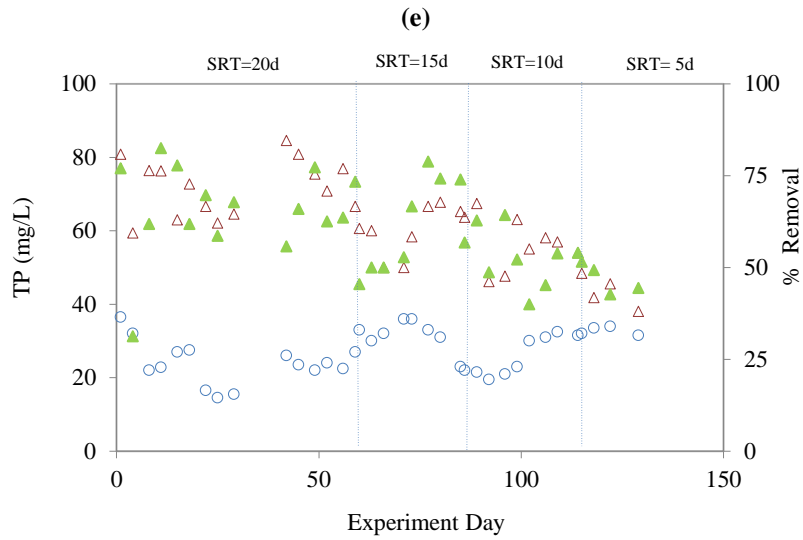 (e)
SRT=20d SRT=15d SRT=10d SRT= 5d
100 100
80
75
60
50
40
25
20
0 0
0 50 100 150
TP (mg/L)
% Removal
Experiment Day